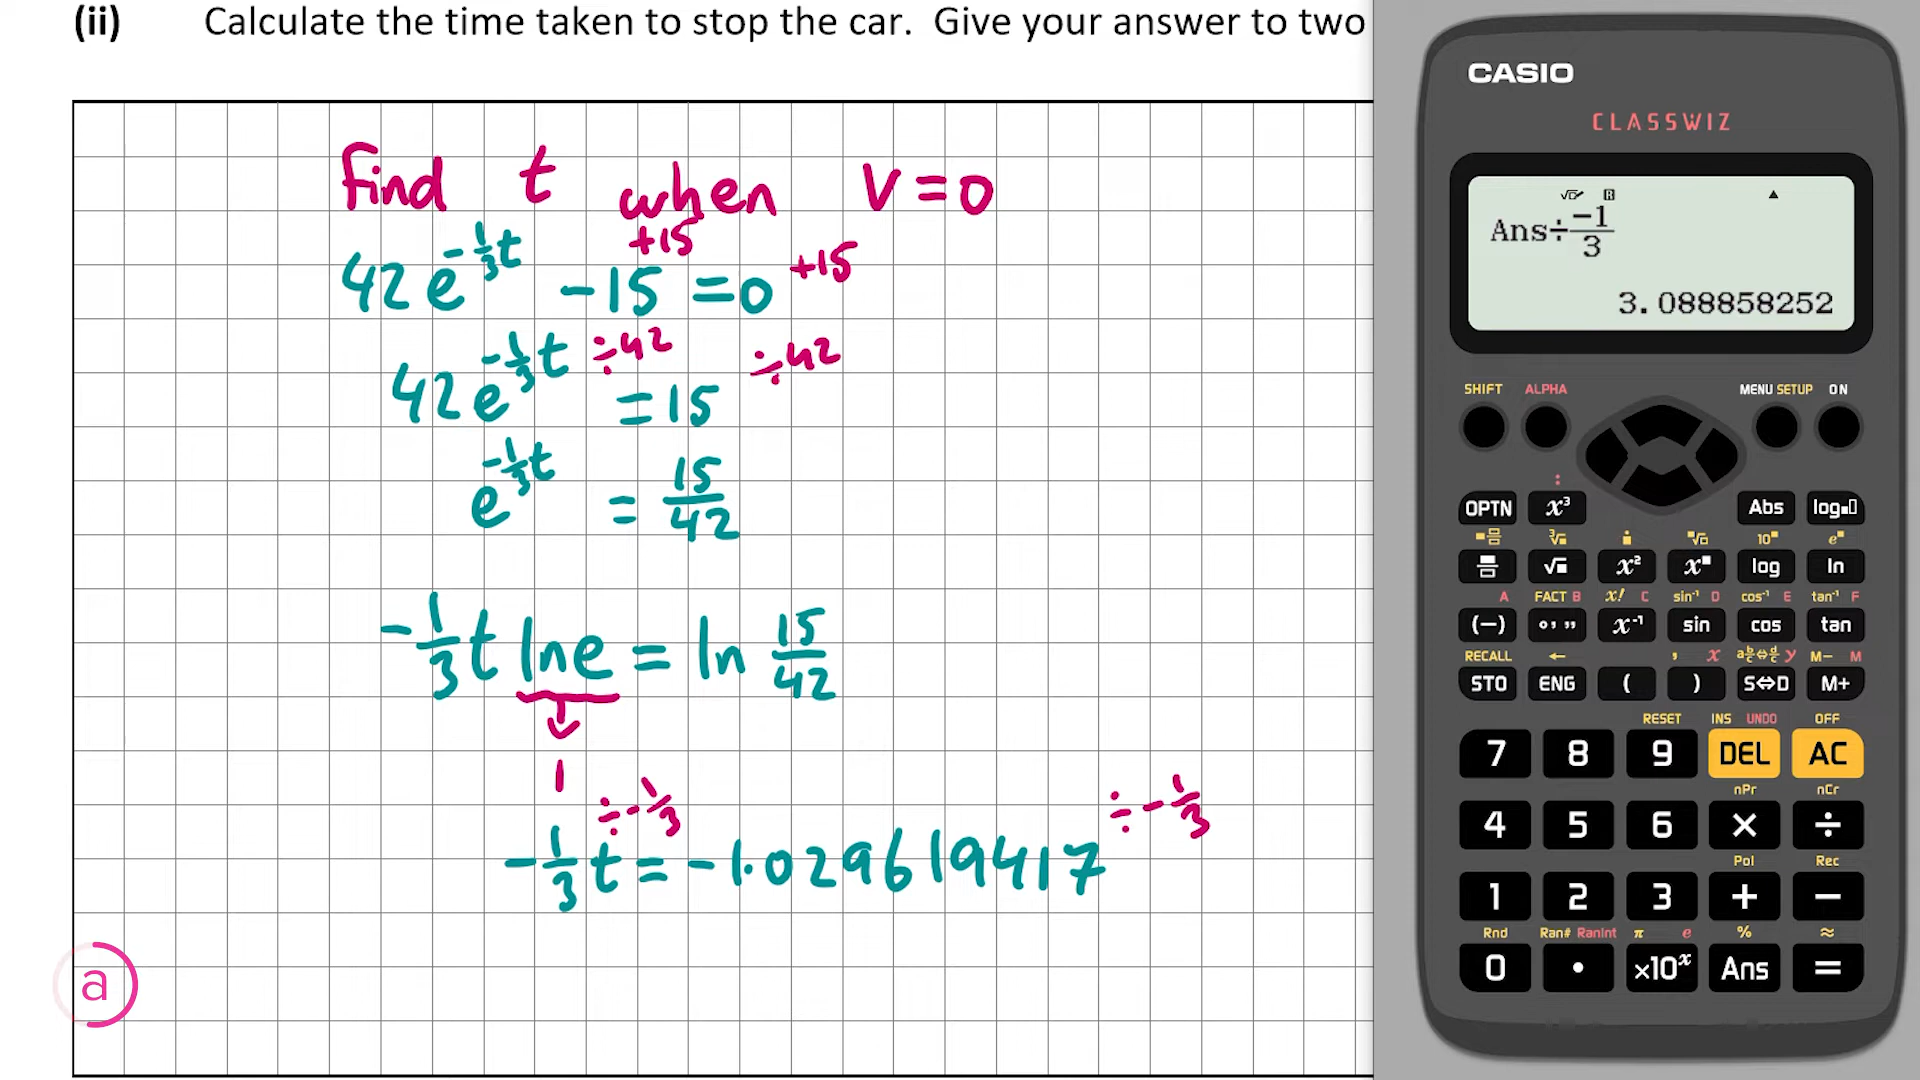 (ii) Calculate the time taken to stop the car. Give your answer to two
find t when v=0
+15 +15
42e^{-1/3 t} -15 =0
÷42 ÷42
42e^{-1/3 t} =15
e^{-1/3 t} = 15/42
-1/3 t lne = ln 15/42
1
÷-1/3 ÷-1/3
-1/3 t = -1.029619417
a
CASIO
CLASSWIZ
Ans÷-1/3
3.088858252
SHIFT ALPHA MENU SETUP ON
:
OPTN x³ Abs log▪▯
³√▪ ▪√▫ 10▪ e▪
√▪ x² x▪ log ln
A FACT B x! C sin⁻¹ D cos⁻¹ E tan⁻¹ F
(−) °’” x⁻¹ sin cos tan
RECALL ← , x a b/c⇔d/c y M− M
STO ENG ( ) S⇔D M+
RESET INS UNDO OFF
7 8 9 DEL AC
nPr nCr
4 5 6 × ÷
Pol Rec
1 2 3 + −
Rnd Ran# RanInt π e % ≈
0 • ×10ˣ Ans =